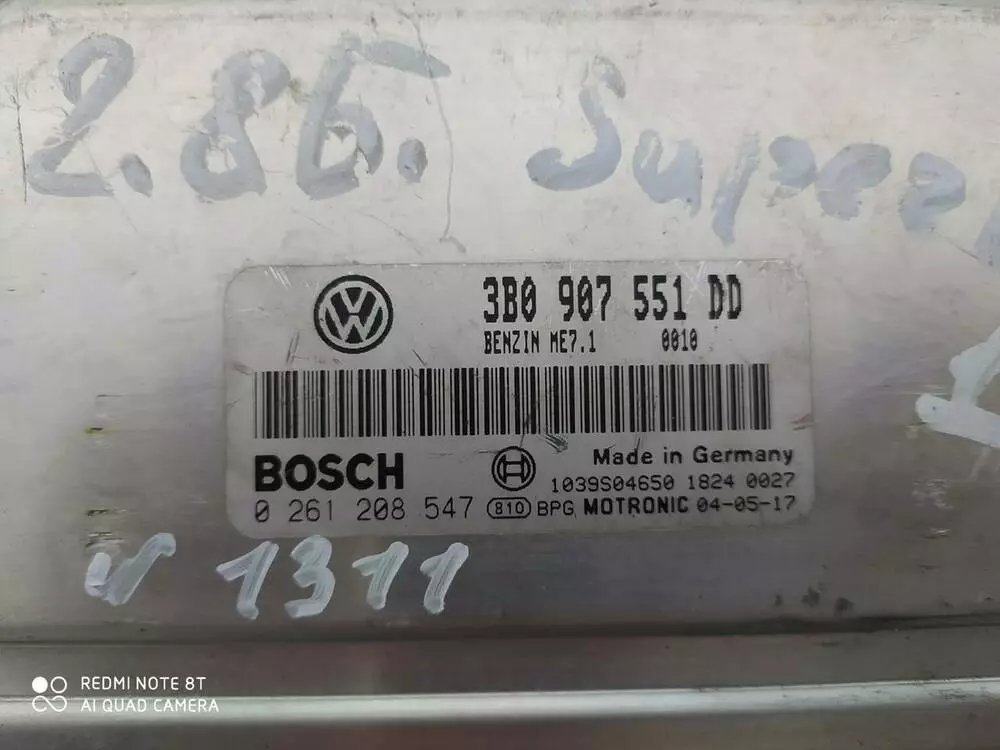 2.8б. Super
VW
3B0 907 551 DD
BENZIN ME7.1 0010
BOSCH
Made in Germany
1039S04650 1824 0027
0 261 208 547 810 BPG MOTRONIC 04-05-17
1311
REDMI NOTE 8T
AI QUAD CAMERA